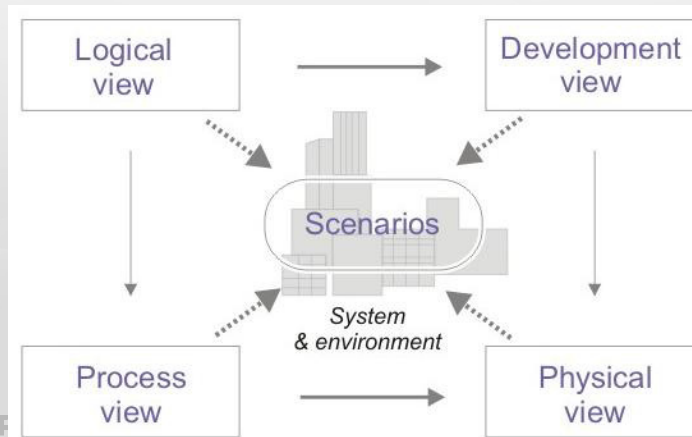 Logical
view
Development
view
Scenarios
System
& environment
Process
view
Physical
view